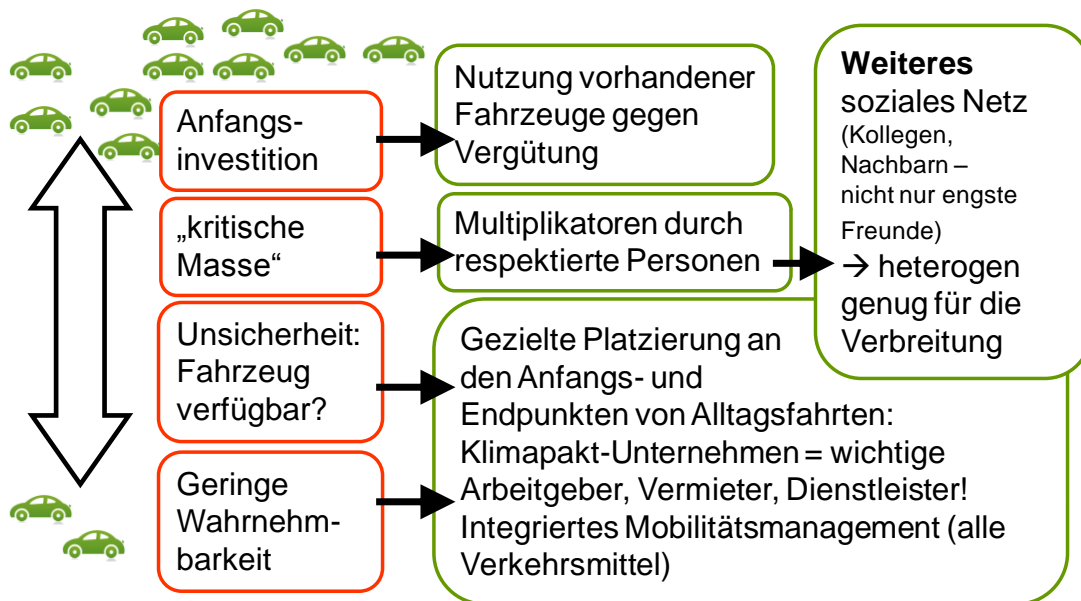 Anfangs-
investition
Nutzung vorhandener
Fahrzeuge gegen
Vergütung
„kritische
Masse“
Multiplikatoren durch
respektierte Personen
Weiteres
soziales Netz
(Kollegen,
Nachbarn –
nicht nur engste
Freunde)
→ heterogen
genug für die
Verbreitung
Unsicherheit:
Fahrzeug
verfügbar?
Geringe
Wahrnehm-
barkeit
Gezielte Platzierung an
den Anfangs- und
Endpunkten von Alltagsfahrten:
Klimapakt-Unternehmen = wichtige
Arbeitgeber, Vermieter, Dienstleister!
Integriertes Mobilitätsmanagement (alle
Verkehrsmittel)